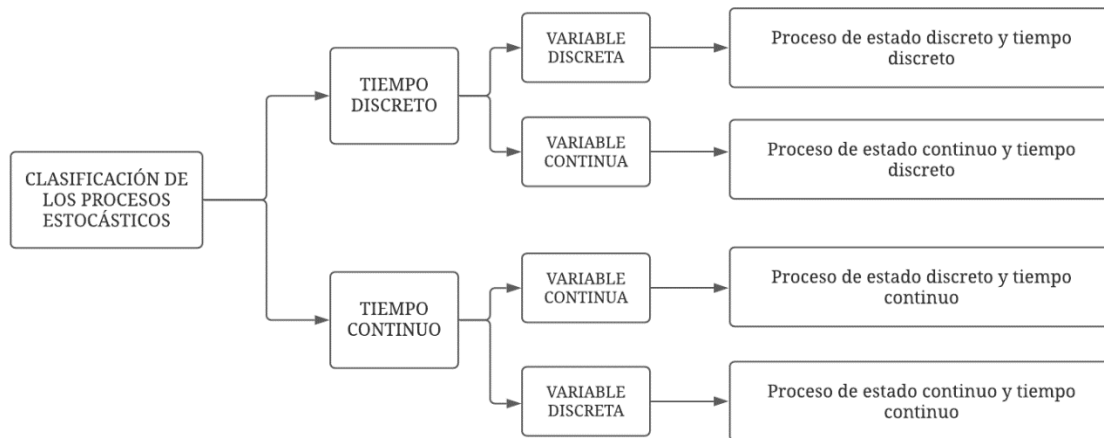 CLASIFICACIÓN DE
LOS PROCESOS
ESTOCÁSTICOS
TIEMPO
DISCRETO
VARIABLE
DISCRETA
Proceso de estado discreto y tiempo
discreto
VARIABLE
CONTINUA
Proceso de estado continuo y tiempo
discreto
TIEMPO
CONTINUO
VARIABLE
CONTINUA
Proceso de estado discreto y tiempo
continuo
VARIABLE
DISCRETA
Proceso de estado continuo y tiempo
continuo